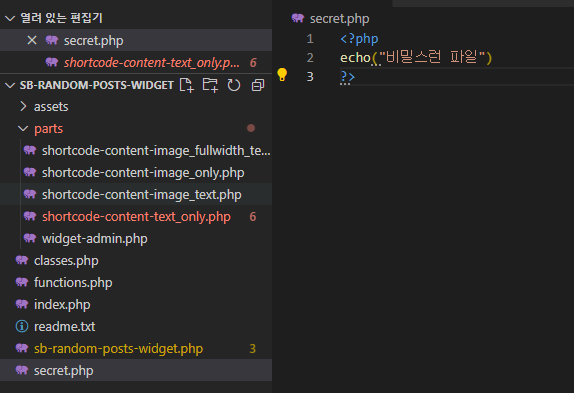 열려 있는 편집기
secret.php
shortcode-content-text_only.p... 6
SB-RANDOM-POSTS-WIDGET
assets
parts
shortcode-content-image_fullwidth_te...
shortcode-content-image_only.php
shortcode-content-image_text.php
shortcode-content-text_only.php 6
widget-admin.php
classes.php
functions.php
index.php
readme.txt
sb-random-posts-widget.php 3
secret.php
secret.php
1 <?php
2 echo("비밀스런 파일")
3 ?>